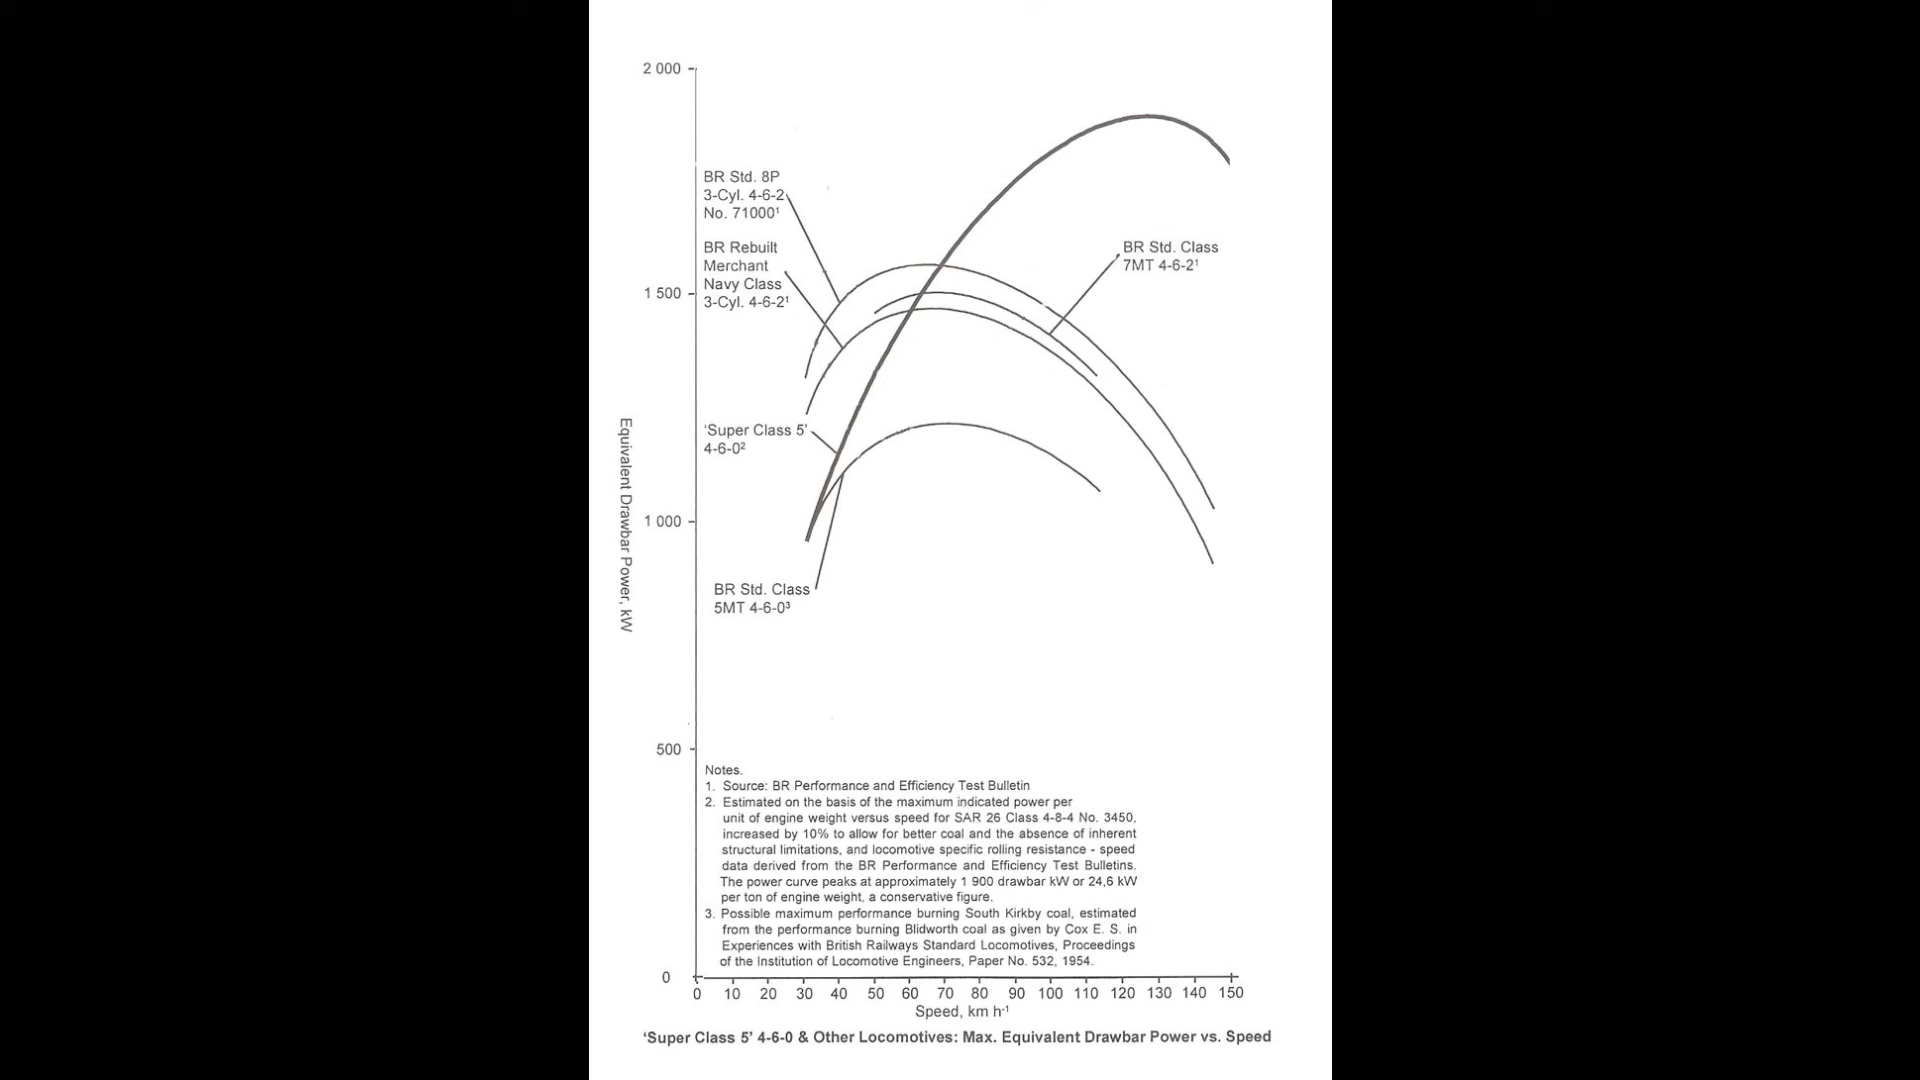 2 000
BR Std. 8P
3-Cyl. 4-6-2
No. 71000¹
BR Rebuilt
Merchant
Navy Class
3-Cyl. 4-6-2¹
BR Std. Class
7MT 4-6-2¹
1 500
'Super Class 5'
4-6-0²
Equivalent Drawbar Power, kW
1 000
BR Std. Class
5MT 4-6-0³
500
Notes.
1. Source: BR Performance and Efficiency Test Bulletin
2. Estimated on the basis of the maximum indicated power per
unit of engine weight versus speed for SAR 26 Class 4-8-4 No. 3450,
increased by 10% to allow for better coal and the absence of inherent
structural limitations, and locomotive specific rolling resistance - speed
data derived from the BR Performance and Efficiency Test Bulletins.
The power curve peaks at approximately 1 900 drawbar kW or 24,6 kW
per ton of engine weight, a conservative figure.
3. Possible maximum performance burning South Kirkby coal, estimated
from the performance burning Blidworth coal as given by Cox E. S. in
Experiences with British Railways Standard Locomotives, Proceedings
of the Institution of Locomotive Engineers, Paper No. 532, 1954.
0
0 10 20 30 40 50 60 70 80 90 100 110 120 130 140 150
Speed, km h⁻¹
'Super Class 5' 4-6-0 & Other Locomotives: Max. Equivalent Drawbar Power vs. Speed